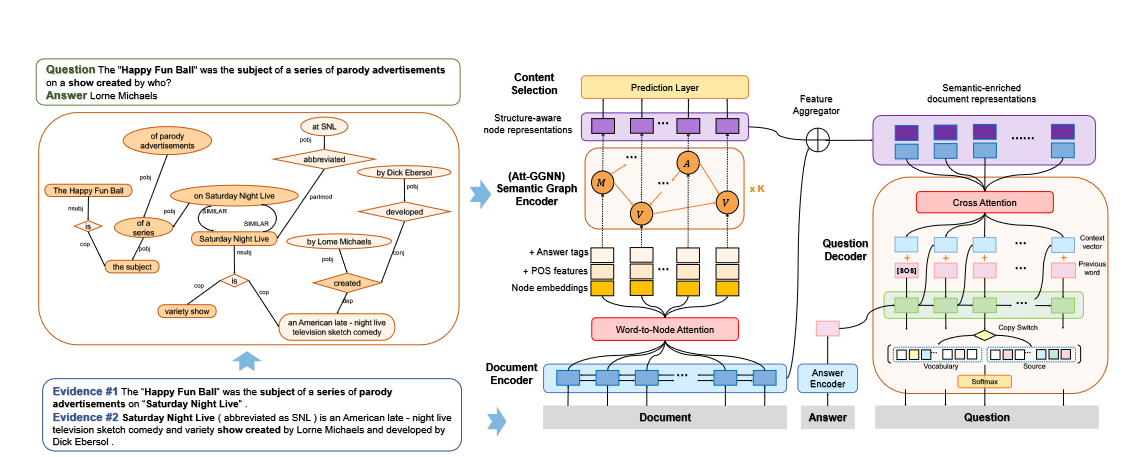 Question The "Happy Fun Ball" was the subject of a series of parody advertisements
on a show created by who?
Answer Lorne Michaels
at SNL
pobj
of parody
advertisements
abbreviated
by Dick Ebersol
pobj
pobj
The Happy Fun Ball
on Saturday Night Live
partmod
nsubj
pobj
SIMILAR
developed
is
of a
series
SIMILAR
Saturday Night Live
by Lorne Michaels
cop
pobj
pobj
conj
the subject
nsubj
created
cop
is
cop
dep
variety show
an American late - night live
television sketch comedy
Evidence #1 The "Happy Fun Ball" was the subject of a series of parody
advertisements on "Saturday Night Live" .
Evidence #2 Saturday Night Live ( abbreviated as SNL ) is an American late - night live
television sketch comedy and variety show created by Lorne Michaels and developed by
Dick Ebersol .
Content
Selection
Prediction Layer
Structure-aware
node representations
...
(Att-GGNN)
Semantic Graph
Encoder
...
...
M
A
V
V
x K
+ Answer tags
+ POS features
Node embeddings
...
...
...
Word-to-Node Attention
Document
Encoder
...
Document
Feature
Aggregator
Answer
Encoder
Answer
Semantic-enriched
document representations
......
Cross Attention
Question
Decoder
Context
vector
...
+ + + +
[SOS]
...
Previous
word
...
Copy Switch
... ...
Vocabulary
Source
Softmax
Question